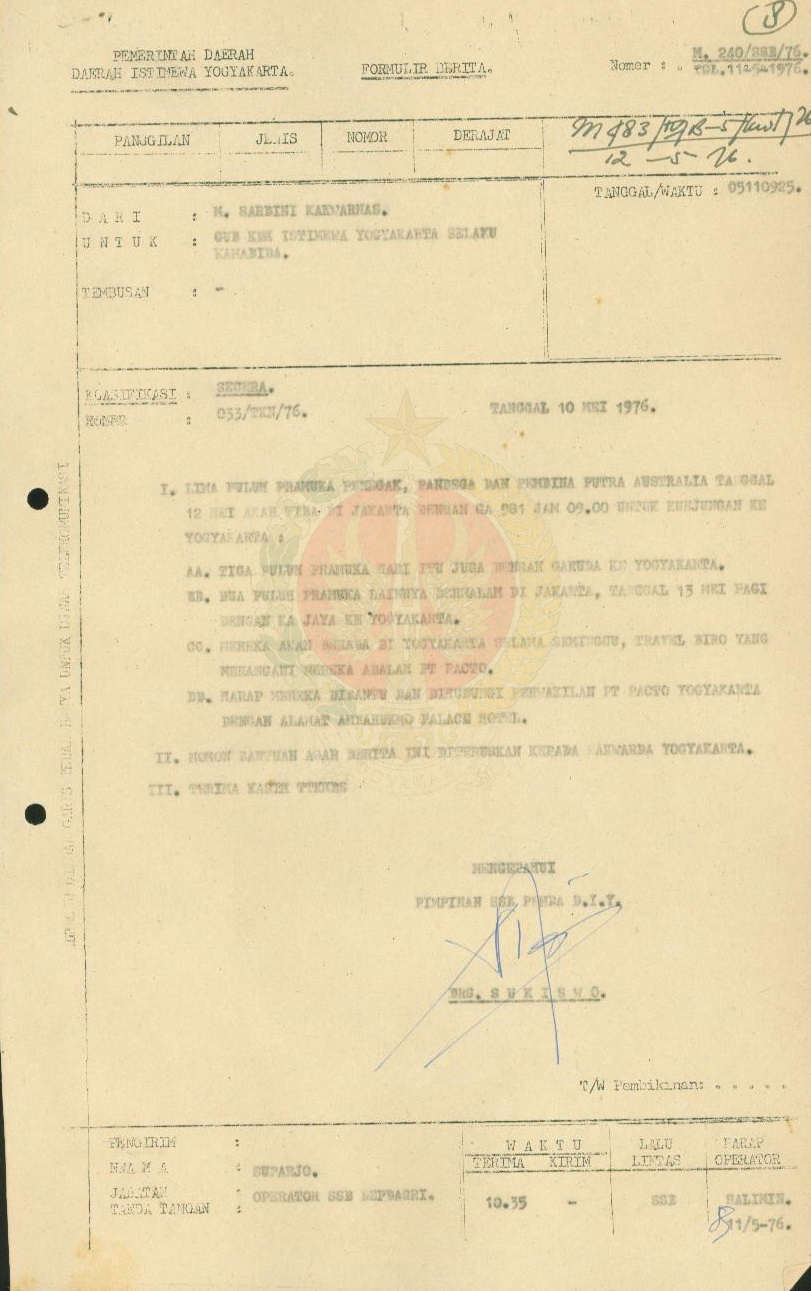 8
PEMERINTAH DAERAH
DAERAH ISTIMEWA YOGYAKARTA.
FORMULIR BERITA.
Nomer : . M. 240/SSB/76.
TGL.11-5-1976.
PANGGILAN JENIS NOMOR DERAJAT
12 - 5 76.
TANGGAL/WAKTU : 05110925.
D A R I : M. SARBINI KAKWARNAS.
U N T U K : GUB KDH ISTIMEWA YOGYAKARTA SELAKU
KAMABIDA.
TEMBUSAN : -
KLASIFIKASI : SEGERA.
NOMER : 053/TKN/76.
TANGGAL 10 MEI 1976.
I. LIMA PULUH PRAMUKA PENEGAK, PANDEGA DAN PEMBINA PUTRA AUSTRALIA TANGGAL
12 MEI AKAN TIBA DI JAKARTA DENGAN GA 981 JAM 09.00 UNTUK KUNJUNGAN KE
YOGYAKARTA :
AA. TIGA PULUH PRAMUKA HARI ITU JUGA DENGAN GARUDA KE YOGYAKARTA.
BB. DUA PULUH PRAMUKA LAINNYA BERMALAM DI JAKARTA, TANGGAL 13 MEI PAGI
DENGAN KA JAYA KE YOGYAKARTA.
CC. MEREKA AKAN BERADA DI YOGYAKARTA SELAMA SEMINGGU, TRAVEL BIRO YANG
MENANGANI MEREKA ADALAH PT PACTO.
DD. HARAP MEREKA DIBANTU DAN DIHUBUNGI PERWAKILAN PT PACTO YOGYAKARTA
DENGAN ALAMAT AMBARUKMO PALACE HOTEL.
II. MOHON BANTUAN AGAR BERITA INI DITERUSKAN KEPADA KAKWARDA YOGYAKARTA.
III. TERIMA KASIH
MENGETAHUI
PIMPINAN SSB PEMDA D.I.Y.
DRS. S U K I S W O.
T/W Pembikinan: . . . . .
PENGIRIM :
N A M A : SUPARJO.
JABATAN : OPERATOR SSB DEPDAGRI.
TANDA TANGAN :
W A K T U LALU PARAP
TERIMA KIRIM LINTAS OPERATOR
10.35 - SSB SALIMIN.
11/5-76.